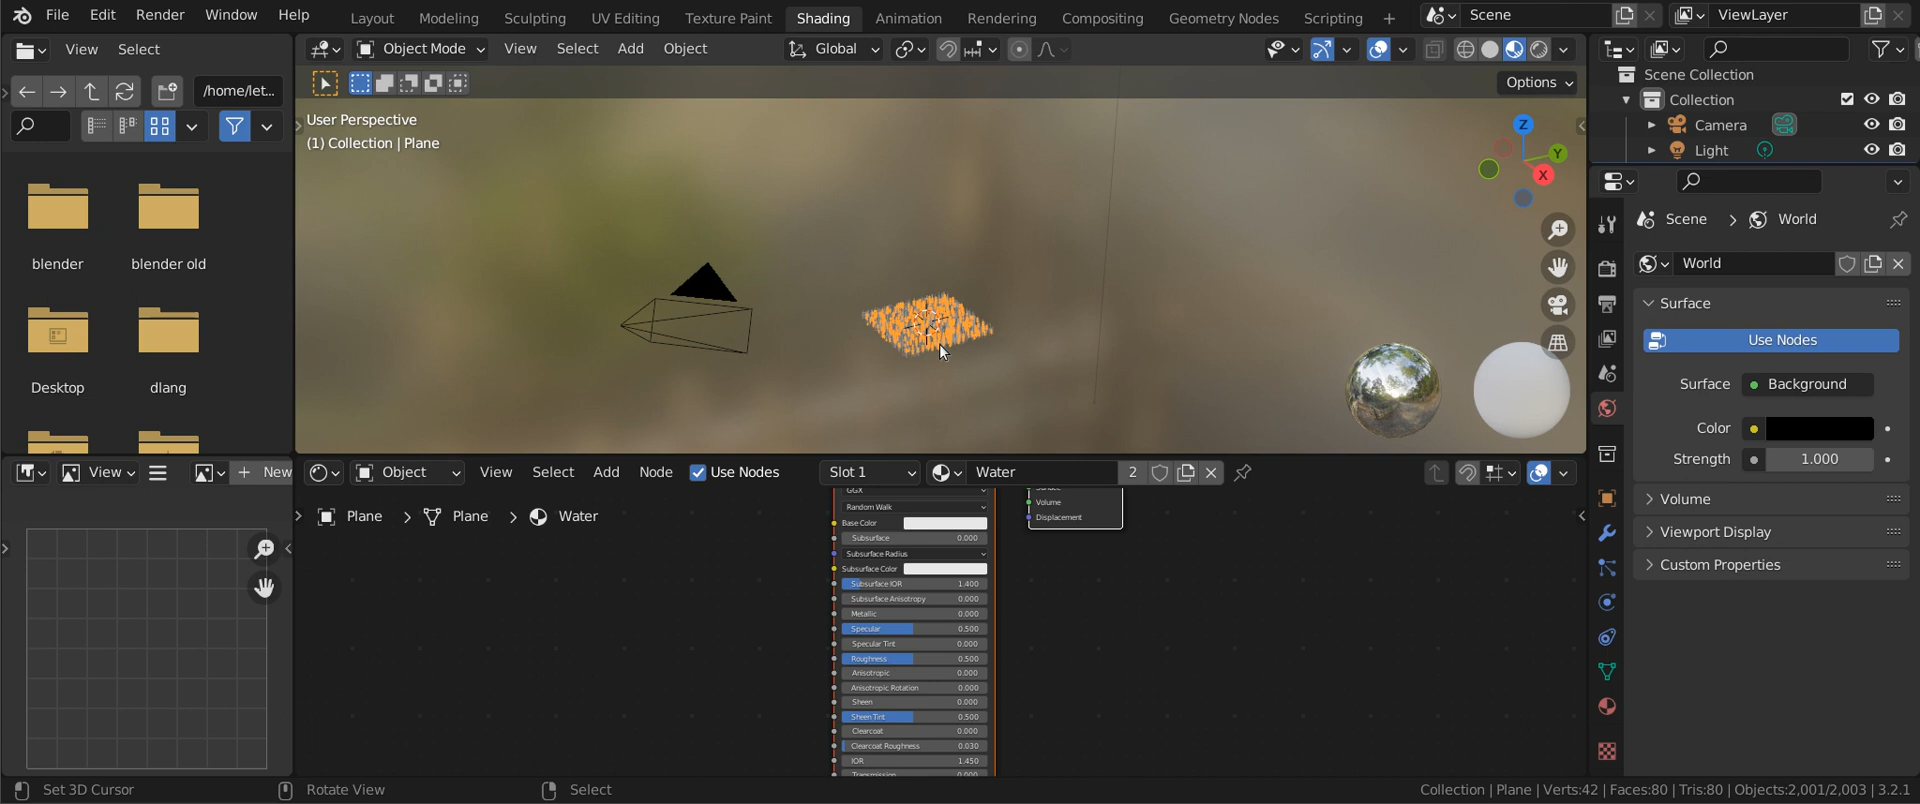 File Edit Render Window Help Layout Modeling Sculpting UV Editing Texture Paint Shading Animation Rendering Compositing Geometry Nodes Scripting + Scene ViewLayer
View Select
Object Mode View Select Add Object Global
/home/let...
Options
User Perspective
(1) Collection | Plane
Z
Y
X
blender
blender old
Desktop
dlang
Scene Collection
Collection
Camera
Light
Scene > World
World
Surface
Use Nodes
Surface Background
Color
Strength 1.000
Volume
Viewport Display
Custom Properties
View + New
Object View Select Add Node Use Nodes Slot 1 Water 2
Plane > Plane > Water
GGX
Random Walk
Base Color
Subsurface 0.000
Subsurface Radius
Subsurface Color
Subsurface IOR 1.400
Subsurface Anisotropy 0.000
Metallic 0.000
Specular 0.500
Specular Tint 0.000
Roughness 0.500
Anisotropic 0.000
Anisotropic Rotation 0.000
Sheen 0.000
Sheen Tint 0.500
Clearcoat 0.000
Clearcoat Roughness 0.030
IOR 1.450
Transmission 0.000
Volume
Displacement
Set 3D Cursor Rotate View Select Collection | Plane | Verts:42 | Faces:80 | Tris:80 | Objects:2,001/2,003 | 3.2.1